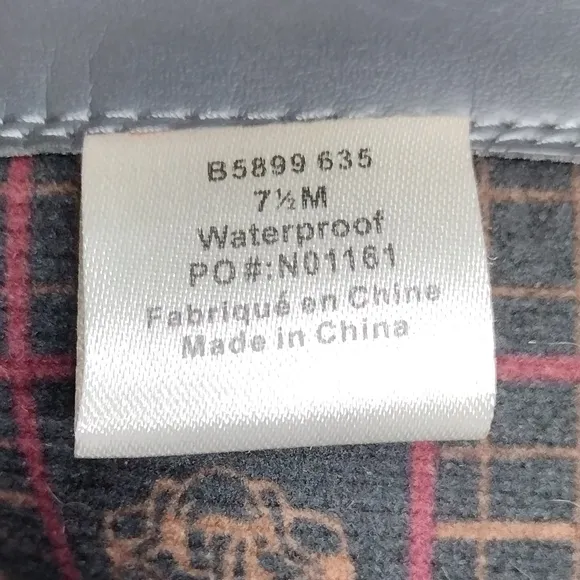 B5899 635
7½M
Waterproof
PO#:N01161
Fabriqué en Chine
Made in China